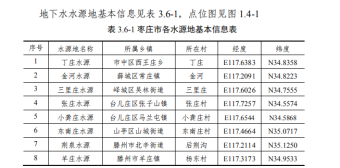 地下水水源地基本信息见表 3.6-1，点位图见图 1.4-1
表 3.6-1 枣庄市各水源地基本信息表
序号 水源地名称 所属乡镇 所在村 经度 纬度
1 丁庄水源 市中区西王庄乡 丁庄 E117.6383 N34.8358
2 金河水源 薛城区常庄镇 金河 E117.2091 N34.8223
3 三里庄水源 峄城区吴林街道 三里庄村 E117.6026 N34.7555
4 张庄水源 台儿庄区张山子镇 张庄村 E117.7257 N34.5574
5 小龚庄水源 台儿庄区马兰屯镇 小龚庄村 E117.6544 N34.5868
6 东南庄水源 山亭区山城街道 东南庄村 E117.4664 N35.0717
7 荆泉水源 滕州市北辛街道 后荆沟 E117.2114 N35.1250
8 羊庄水源 滕州市羊庄镇 杨东村 E117.3173 N34.9533